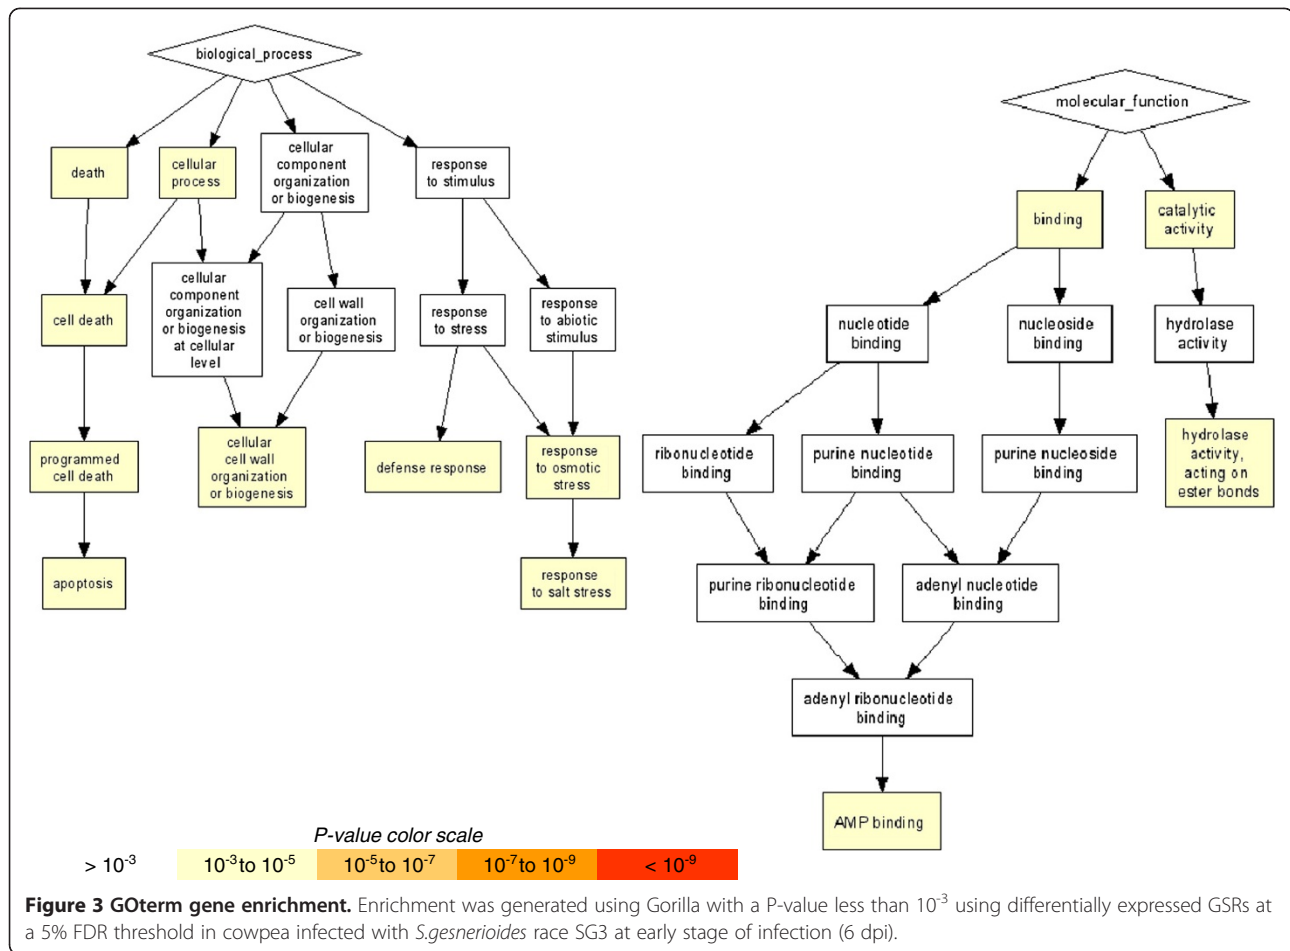 biological_process
death
cellular
process
cellular
component
organization
or biogenesis
response
to stimulus
cell death
cellular
component
organization
or biogenesis
at cellular
level
cell wall
organization
or biogenesis
response
to stress
response
to abiotic
stimulus
programmed
cell death
cellular
cell wall
organization
or biogenesis
defense response
response
to osmotic
stress
apoptosis
response
to salt stress
molecular_function
binding
catalytic
activity
nucleotide
binding
nucleoside
binding
hydrolase
activity
ribonucleotide
binding
purine nucleotide
binding
purine nucleoside
binding
hydrolase
activity,
acting on
ester bonds
purine ribonucleotide
binding
adenyl nucleotide
binding
adenyl ribonucleotide
binding
AMP binding
P-value color scale
> 10⁻³ 10⁻³ to 10⁻⁵ 10⁻⁵ to 10⁻⁷ 10⁻⁷ to 10⁻⁹ < 10⁻⁹
Figure 3 GOterm gene enrichment. Enrichment was generated using Gorilla with a P-value less than 10⁻³ using differentially expressed GSRs at
a 5% FDR threshold in cowpea infected with S.gesnerioides race SG3 at early stage of infection (6 dpi).